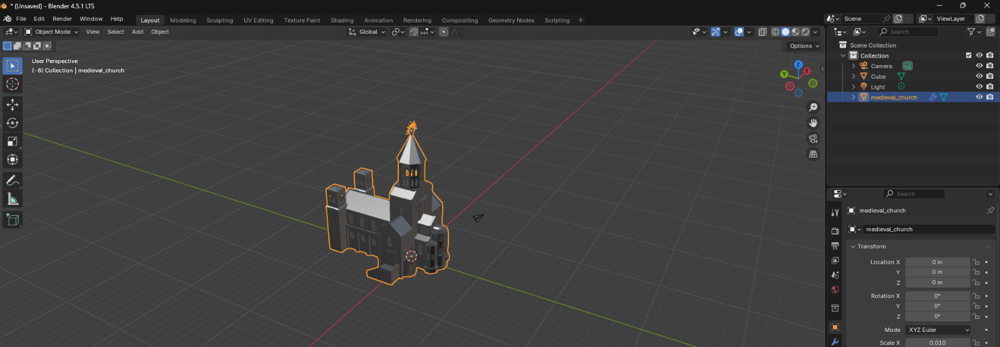 * (Unsaved) - Blender 4.5.1 LTS
File Edit Render Window Help Layout Modeling Sculpting UV Editing Texture Paint Shading Animation Rendering Compositing Geometry Nodes Scripting + Scene ViewLayer
Object Mode View Select Add Object Global Search
Options
User Perspective
(-8) Collection | medieval_church
Z
Y
X
Scene Collection
Collection
Camera
Cube
Light
medieval_church
Search
medieval_church
medieval_church
Transform
Location X 0 m
Y 0 m
Z 0 m
Rotation X 0°
Y 0°
Z 0°
Mode XYZ Euler
Scale X 0.010